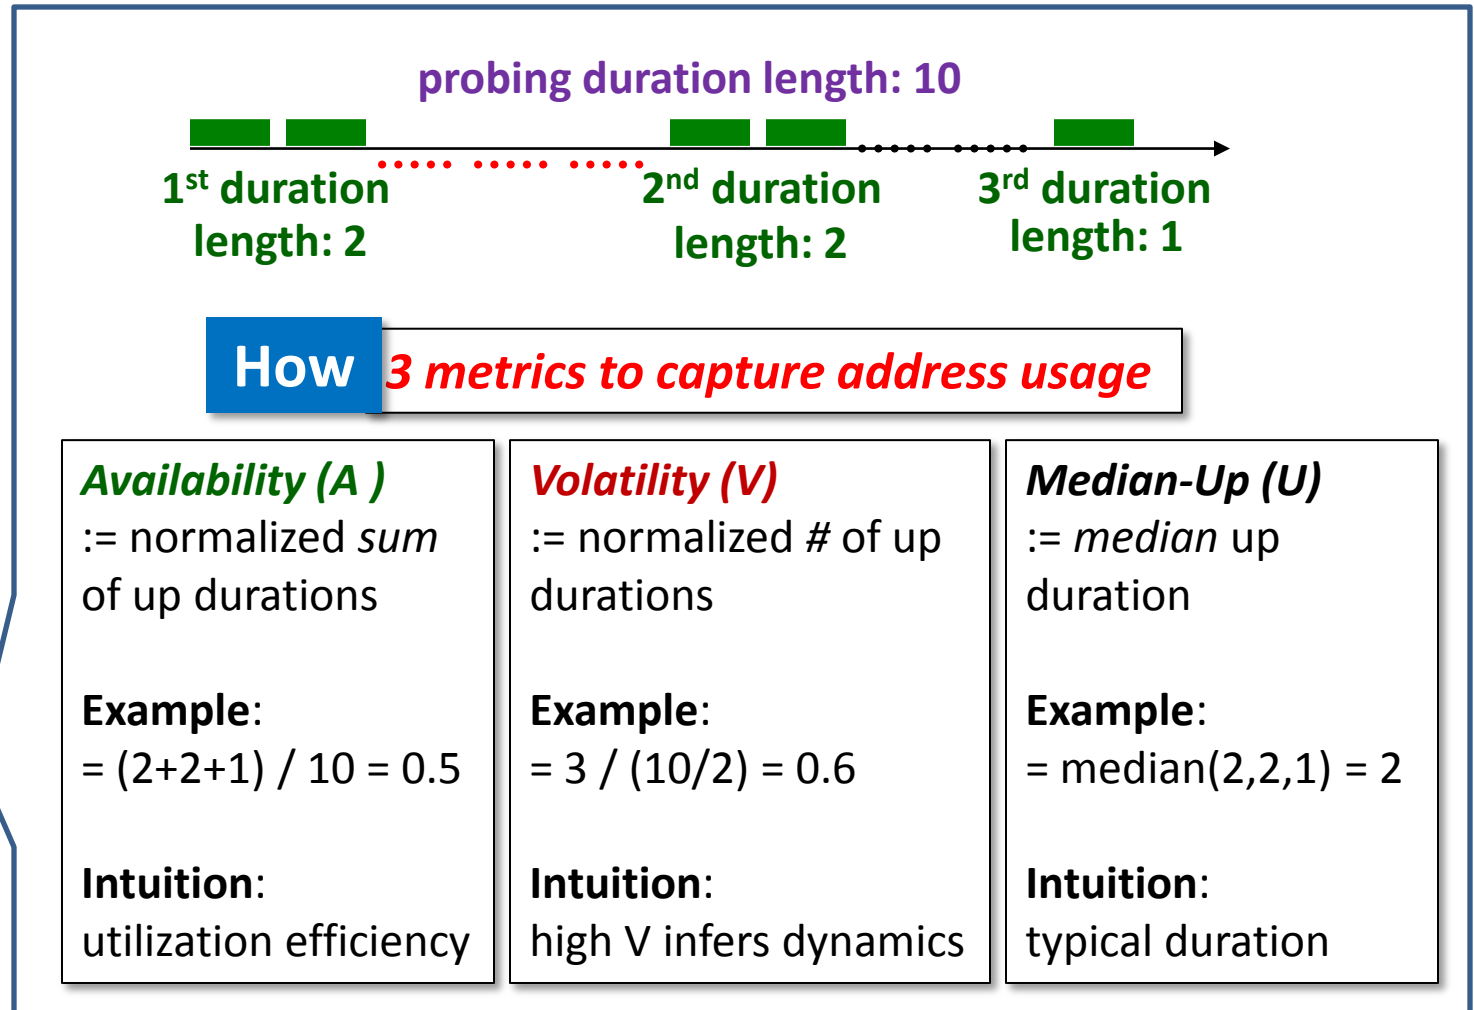 probing duration length: 10
1st duration
length: 2
2nd duration
length: 2
3rd duration
length: 1
How
3 metrics to capture address usage
Availability (A )
:= normalized sum
of up durations
Example:
= (2+2+1) / 10 = 0.5
Intuition:
utilization efficiency
Volatility (V)
:= normalized # of up
durations
Example:
= 3 / (10/2) = 0.6
Intuition:
high V infers dynamics
Median-Up (U)
:= median up
duration
Example:
= median(2,2,1) = 2
Intuition:
typical duration